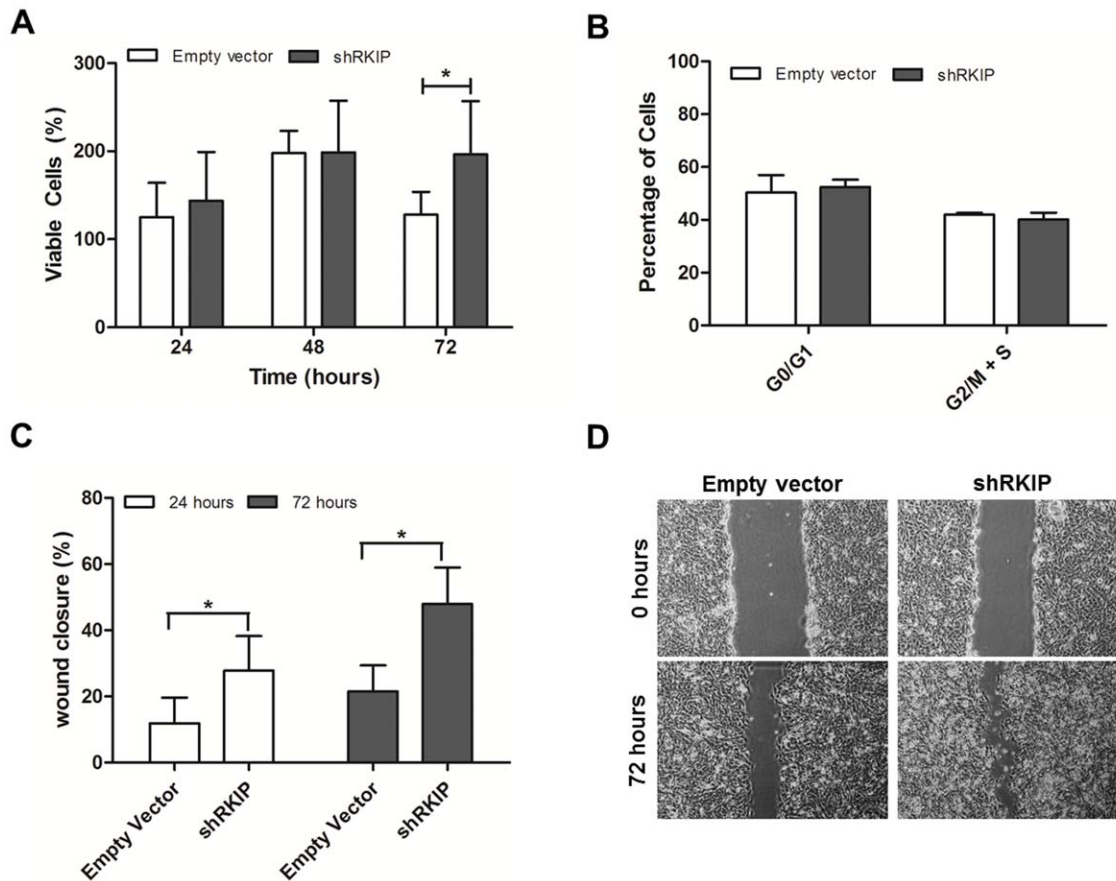 A
Empty vector shRKIP
300
200
100
0
Viable Cells (%)
*
24 48 72
Time (hours)
B
Empty vector shRKIP
100
80
60
40
20
0
Percentage of Cells
G0/G1
G2/M + S
C
24 hours 72 hours
80
60
40
20
0
wound closure (%)
* *
Empty Vector
shRKIP
Empty Vector
shRKIP
D
Empty vector shRKIP
0 hours
72 hours